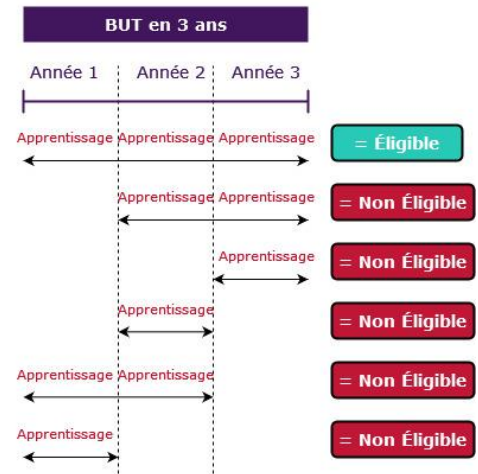 BUT en 3 ans
Année 1 Année 2 Année 3
Apprentissage Apprentissage Apprentissage = Éligible
Apprentissage Apprentissage = Non Éligible
Apprentissage = Non Éligible
Apprentissage = Non Éligible
Apprentissage Apprentissage = Non Éligible
Apprentissage = Non Éligible